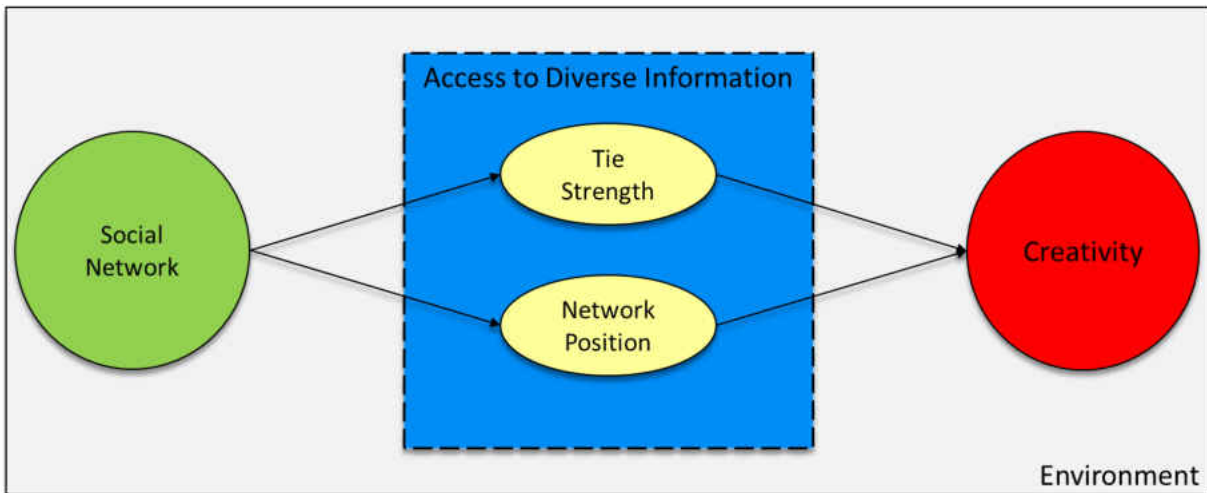 Access to Diverse Information
Tie
Strength
Social
Network
Creativity
Network
Position
Environment